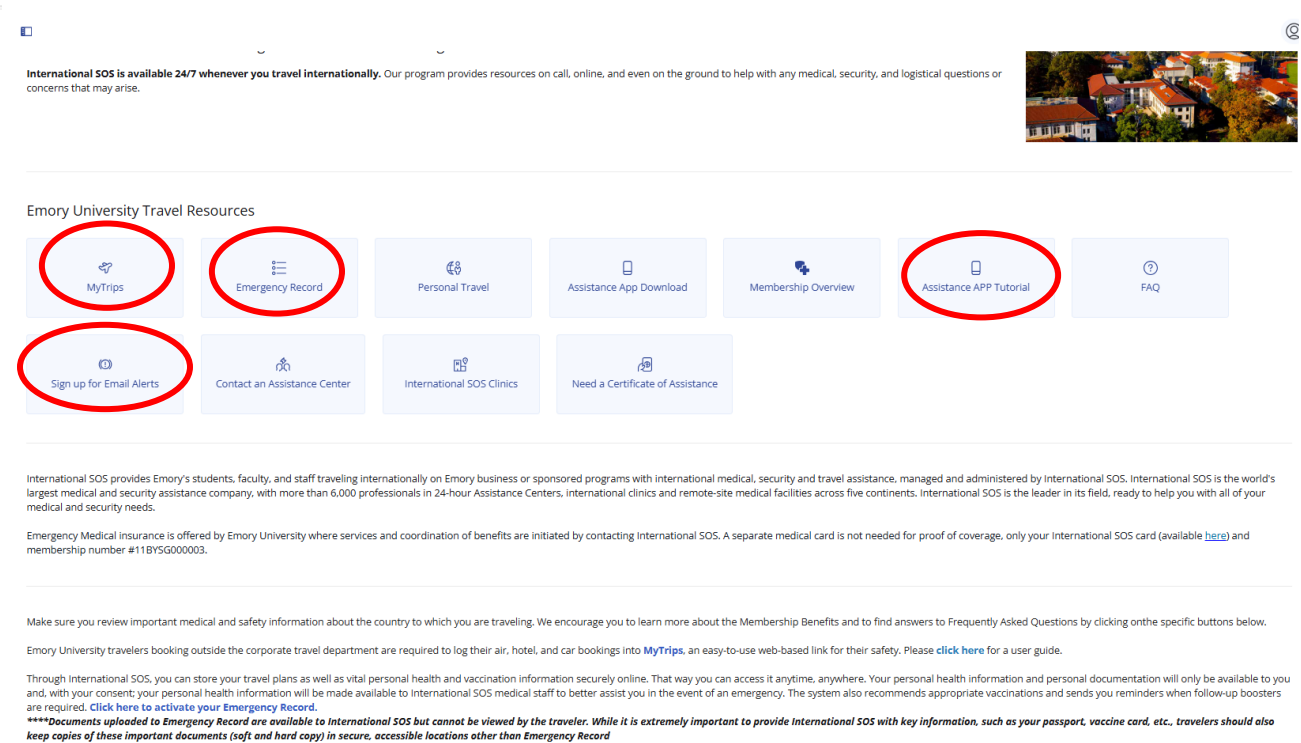 International SOS is available 24/7 whenever you travel internationally. Our program provides resources on call, online, and even on the ground to help with any medical, security, and logistical questions or
concerns that may arise.
Emory University Travel Resources
MyTrips
Emergency Record
Personal Travel
Assistance App Download
Membership Overview
Assistance APP Tutorial
FAQ
Sign up for Email Alerts
Contact an Assistance Center
International SOS Clinics
Need a Certificate of Assistance
International SOS provides Emory's students, faculty, and staff traveling internationally on Emory business or sponsored programs with international medical, security and travel assistance, managed and administered by International SOS. International SOS is the world's
largest medical and security assistance company, with more than 6,000 professionals in 24-hour Assistance Centers, international clinics and remote-site medical facilities across five continents. International SOS is the leader in its field, ready to help you with all of your
medical and security needs.
Emergency Medical insurance is offered by Emory University where services and coordination of benefits are initiated by contacting International SOS. A separate medical card is not needed for proof of coverage, only your International SOS card (available here) and
membership number #11BYSG000003.
Make sure you review important medical and safety information about the country to which you are traveling. We encourage you to learn more about the Membership Benefits and to find answers to Frequently Asked Questions by clicking onthe specific buttons below.
Emory University travelers booking outside the corporate travel department are required to log their air, hotel, and car bookings into MyTrips, an easy-to-use web-based link for their safety. Please click here for a user guide.
Through International SOS, you can store your travel plans as well as vital personal health and vaccination information securely online. That way you can access it anytime, anywhere. Your personal health information and personal documentation will only be available to you
and, with your consent; your personal health information will be made available to International SOS medical staff to better assist you in the event of an emergency. The system also recommends appropriate vaccinations and sends you reminders when follow-up boosters
are required. Click here to activate your Emergency Record.
****Documents uploaded to Emergency Record are available to International SOS but cannot be viewed by the traveler. While it is extremely important to provide International SOS with key information, such as your passport, vaccine card, etc., travelers should also
keep copies of these important documents (soft and hard copy) in secure, accessible locations other than Emergency Record